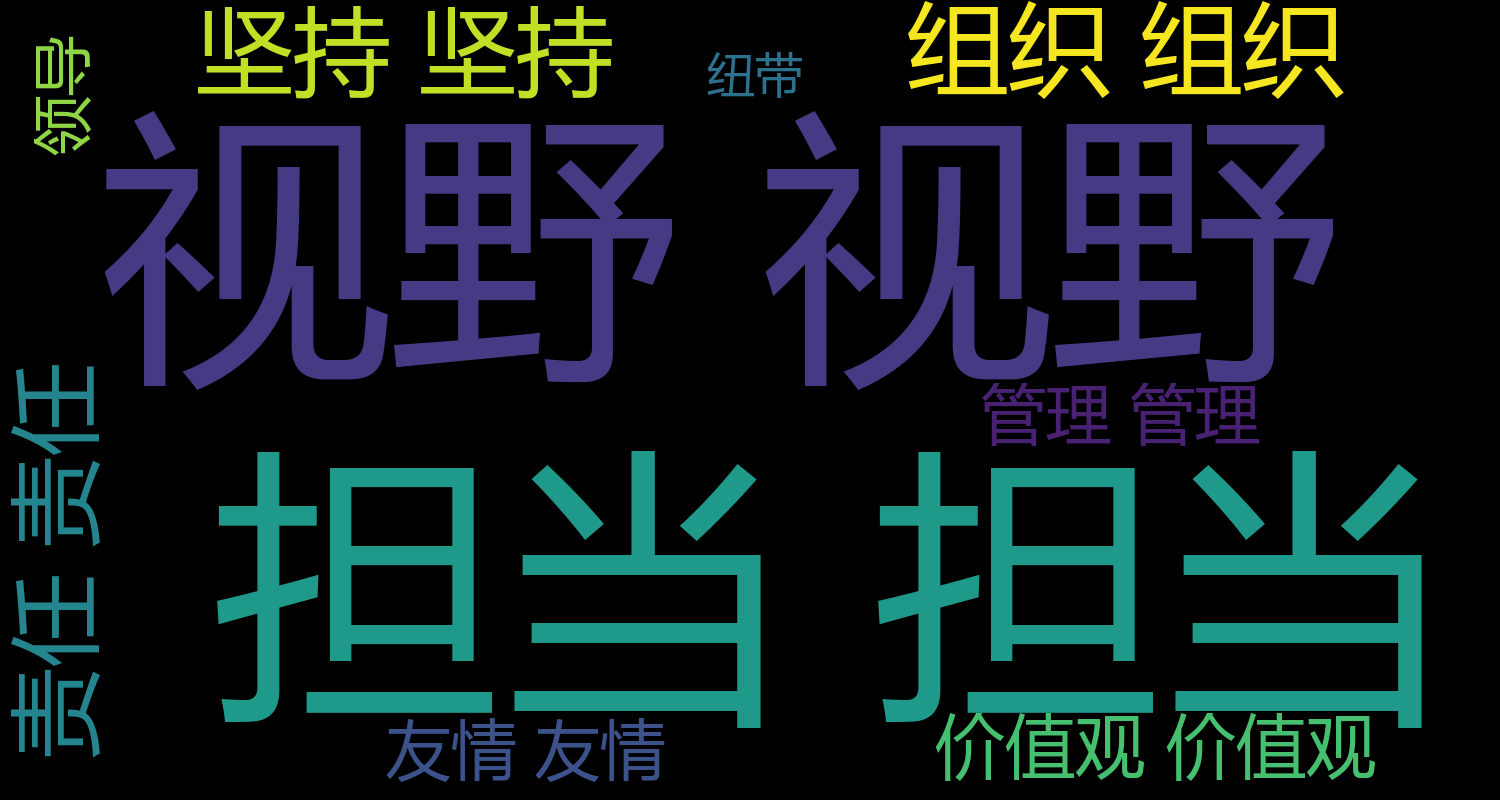 领导
坚持 坚持
纽带
组织 组织
视野 视野
管理 管理
责任 责任
担当 担当
友情 友情
价值观 价值观